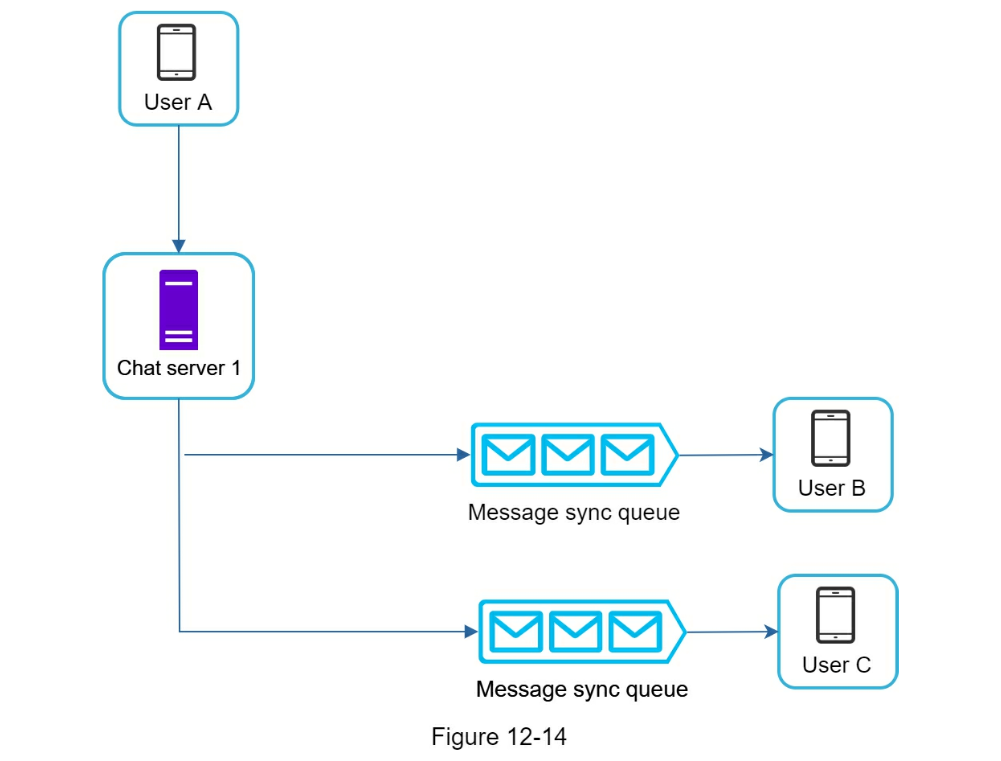 User A
Chat server 1
User B
Message sync queue
User C
Message sync queue
Figure 12-14